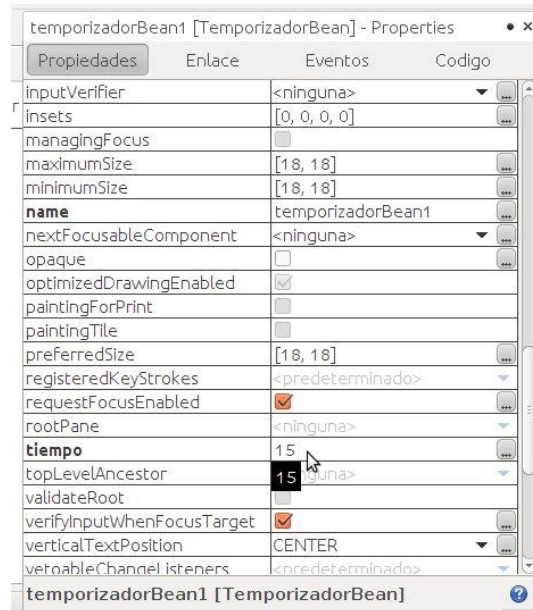 temporizadorBean1 [TemporizadorBean] - Properties
Propiedades Enlace Eventos Codigo
inputVerifier <ninguna>
insets [0, 0, 0, 0]
managingFocus
maximumSize [18, 18]
minimumSize [18, 18]
name temporizadorBean1
nextFocusableComponent <ninguna>
opaque
optimizedDrawingEnabled
paintingForPrint
paintingTile
preferredSize [18, 18]
registeredKeyStrokes <predeterminado>
requestFocusEnabled
rootPane <ninguna>
tiempo 15
topLevelAncestor 15
validateRoot
verifyInputWhenFocusTarget
verticalTextPosition CENTER
vetoableChangeListeners <predeterminado>
temporizadorBean1 [TemporizadorBean]